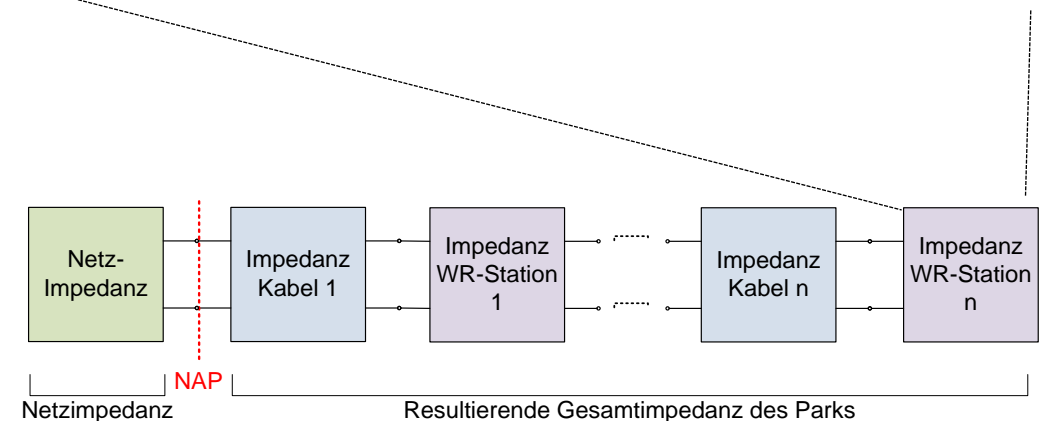 Netz-
Impedanz
Impedanz
Kabel 1
Impedanz
WR-Station
1
Impedanz
Kabel n
Impedanz
WR-Station
n
NAP
Netzimpedanz
Resultierende Gesamtimpedanz des Parks